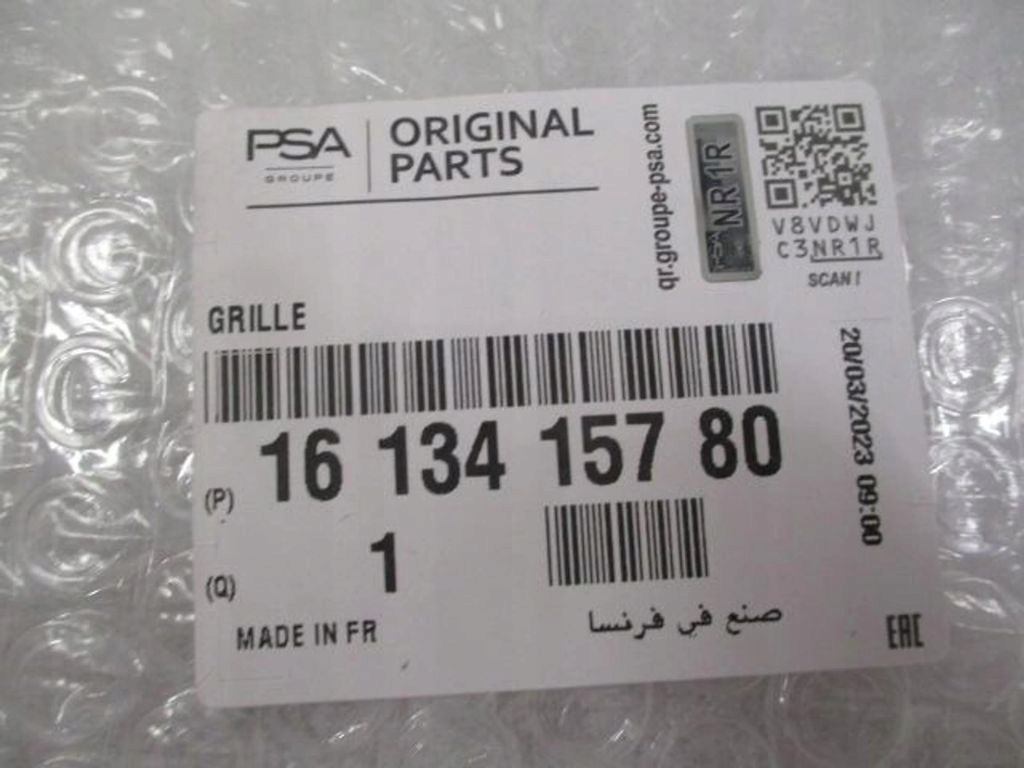 PSA
GROUPE
ORIGINAL
PARTS
qr.groupe-psa.com
PSA NR1R
V8VDWJ
C3NR1R
SCAN!
GRILLE
(P) 16 134 157 80
20/03/2023 09:00
(Q) 1
MADE IN FR
صنع في فرنسا
EAC